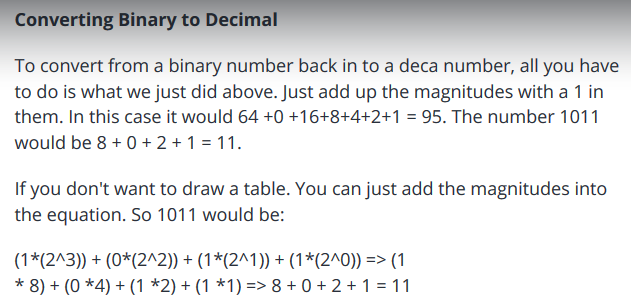 Converting Binary to Decimal
To convert from a binary number back in to a deca number, all you have
to do is what we just did above. Just add up the magnitudes with a 1 in
them. In this case it would 64 +0 +16+8+4+2+1 = 95. The number 1011
would be 8 + 0 + 2 + 1 = 11.
If you don't want to draw a table. You can just add the magnitudes into
the equation. So 1011 would be:
(1*(2^3)) + (0*(2^2)) + (1*(2^1)) + (1*(2^0)) => (1
* 8) + (0 *4) + (1 *2) + (1 *1) => 8 + 0 + 2 + 1 = 11